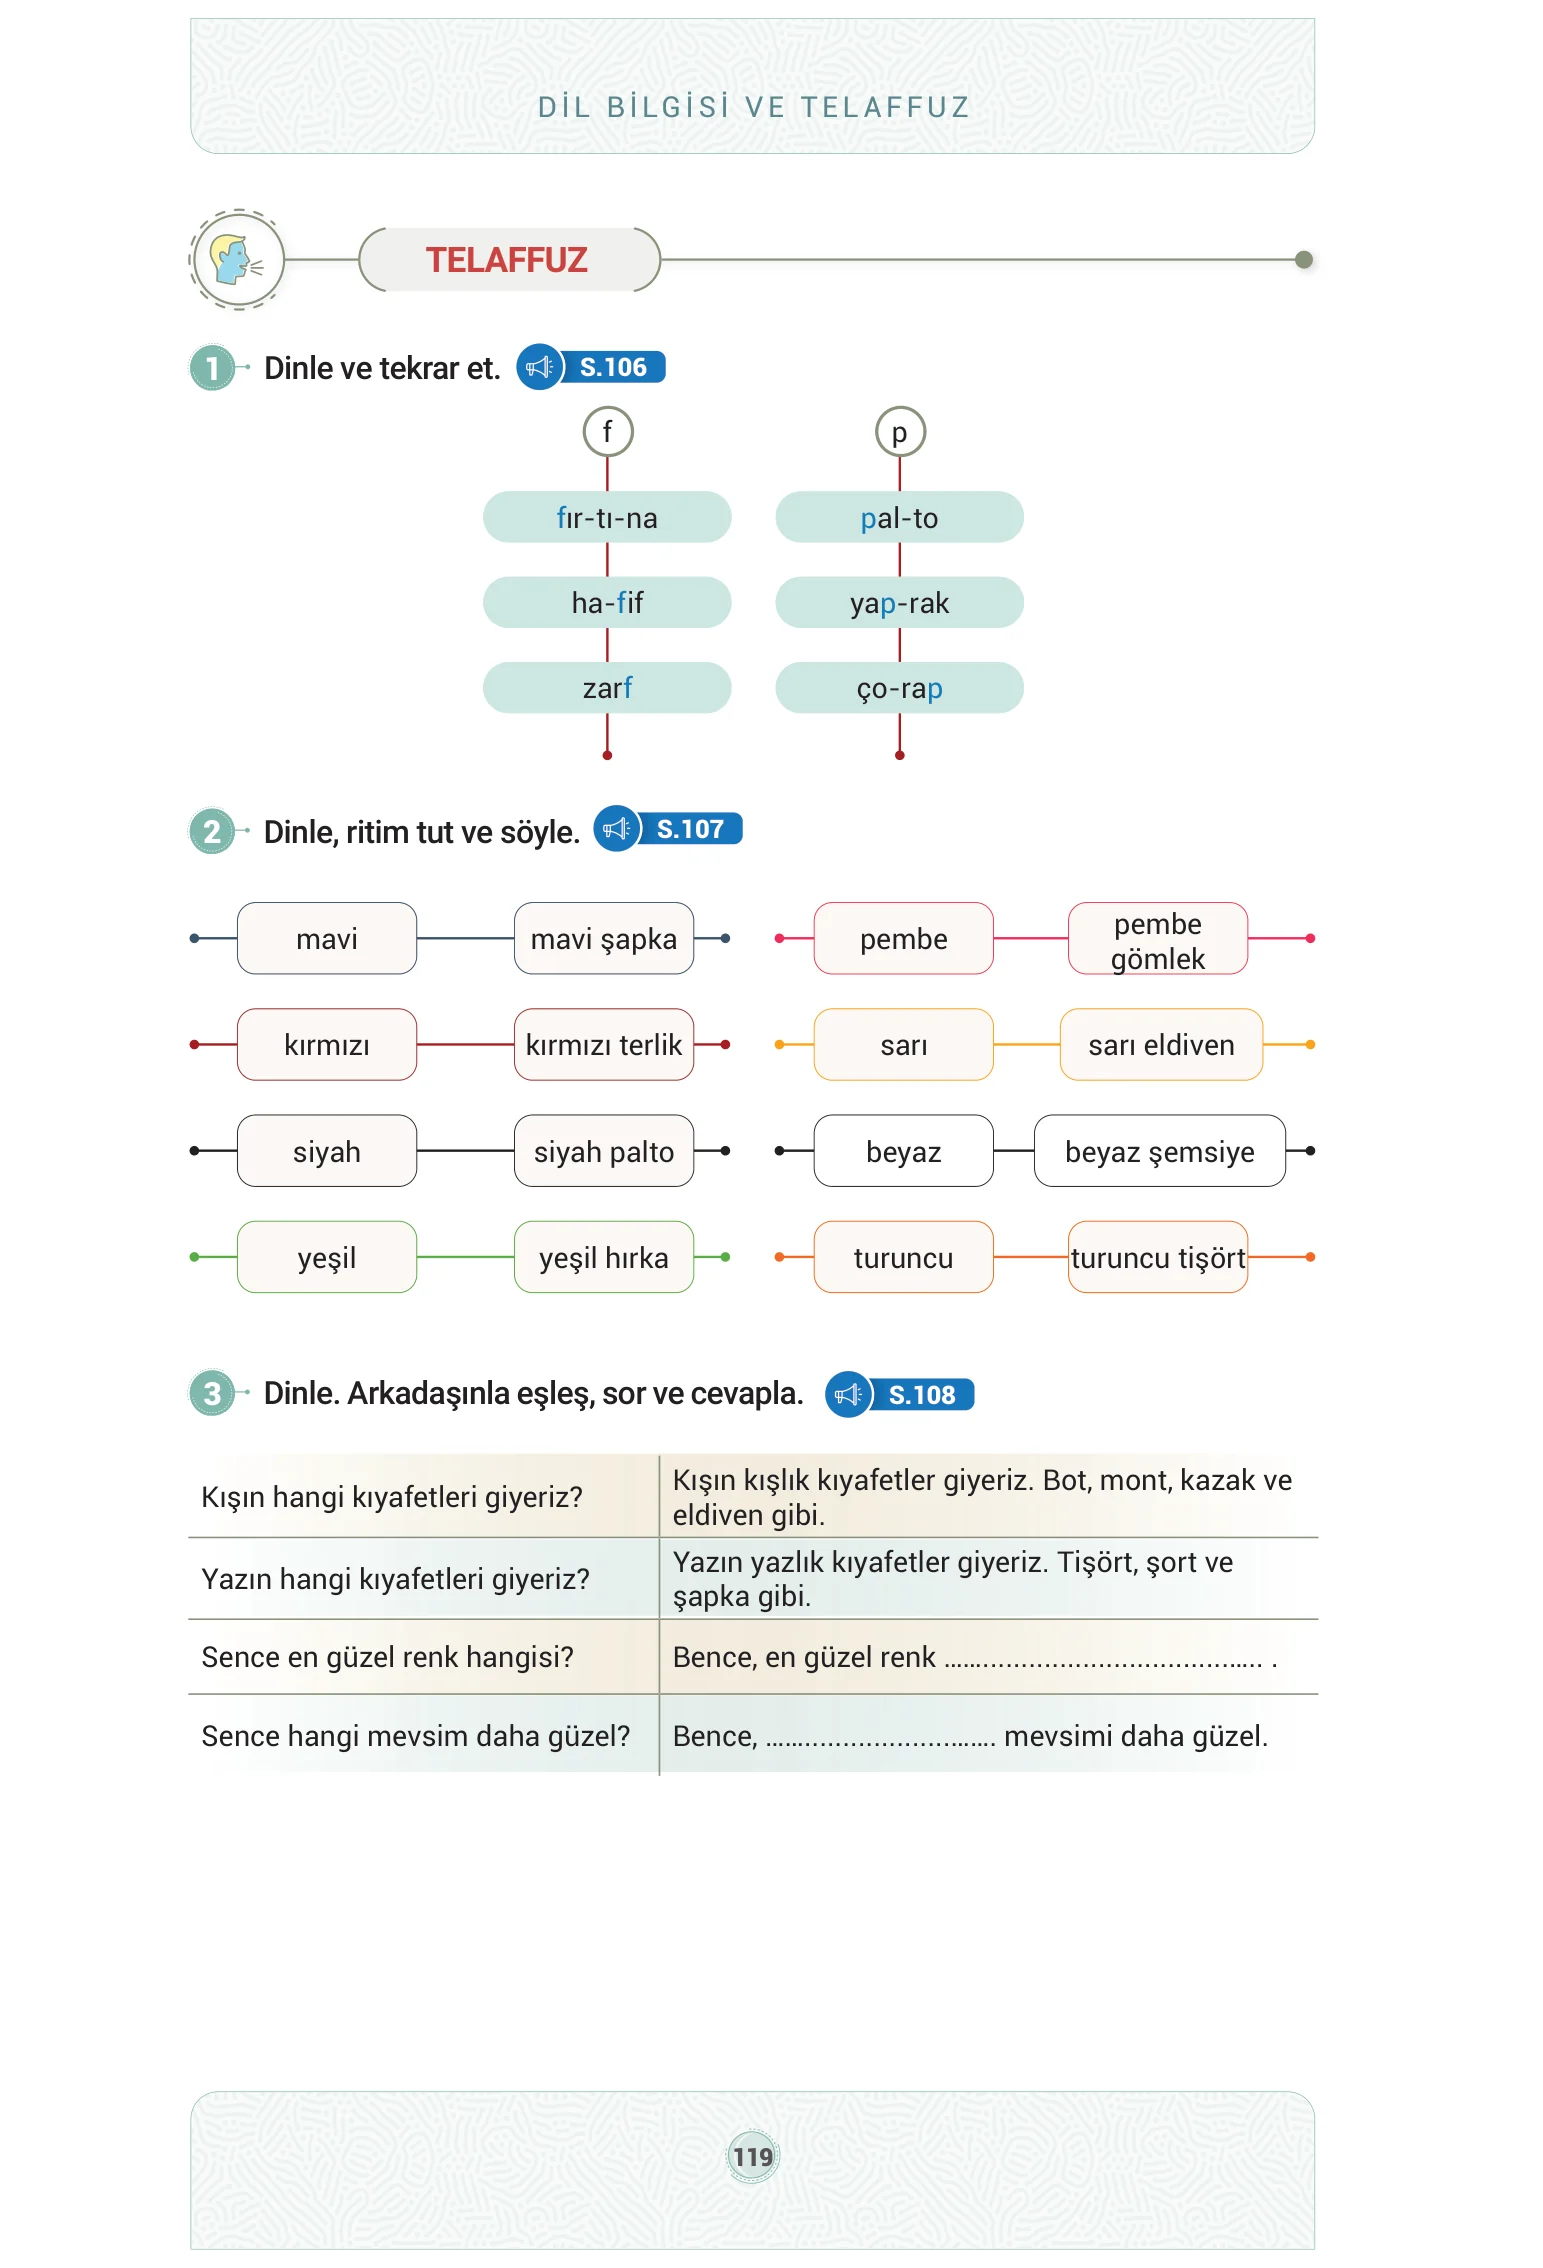 DİL BİLGİSİ VE TELAFFUZ
TELAFFUZ
1 Dinle ve tekrar et. S.106
f
fır-tı-na
ha-fif
zarf
p
pal-to
yap-rak
ço-rap
2 Dinle, ritim tut ve söyle. S.107
mavi mavi şapka
pembe pembe
gömlek
kırmızı kırmızı terlik
sarı sarı eldiven
siyah siyah palto
beyaz beyaz şemsiye
yeşil yeşil hırka
turuncu turuncu tişört
3 Dinle. Arkadaşınla eşleş, sor ve cevapla. S.108
Kışın hangi kıyafetleri giyeriz?
Kışın kışlık kıyafetler giyeriz. Bot, mont, kazak ve
eldiven gibi.
Yazın hangi kıyafetleri giyeriz?
Yazın yazlık kıyafetler giyeriz. Tişört, şort ve
şapka gibi.
Sence en güzel renk hangisi?
Bence, en güzel renk ........................................ .
Sence hangi mevsim daha güzel?
Bence, ............................. mevsimi daha güzel.
119